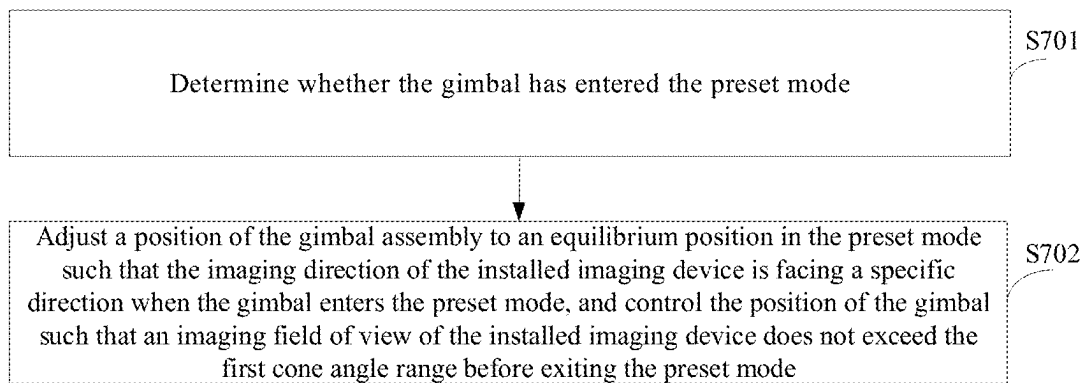 S701
Determine whether the gimbal has entered the preset mode
S702
Adjust a position of the gimbal assembly to an equilibrium position in the preset mode
such that the imaging direction of the installed imaging device is facing a specific
direction when the gimbal enters the preset mode, and control the position of the gimbal
such that an imaging field of view of the installed imaging device does not exceed the
first cone angle range before exiting the preset mode